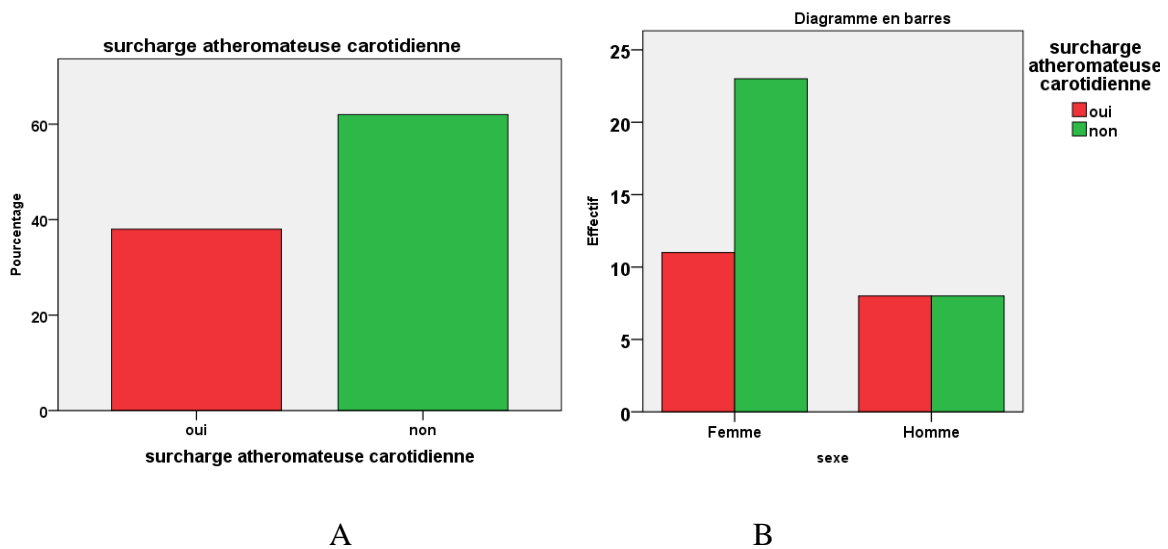 surcharge atheromateuse carotidienne
Pourcentage
60
40
20
0
oui
non
surcharge atheromateuse carotidienne
A
Diagramme en barres
Effectif
25
20
15
10
5
0
Femme
Homme
sexe
surcharge
atheromateuse
carotidienne
oui
non
B